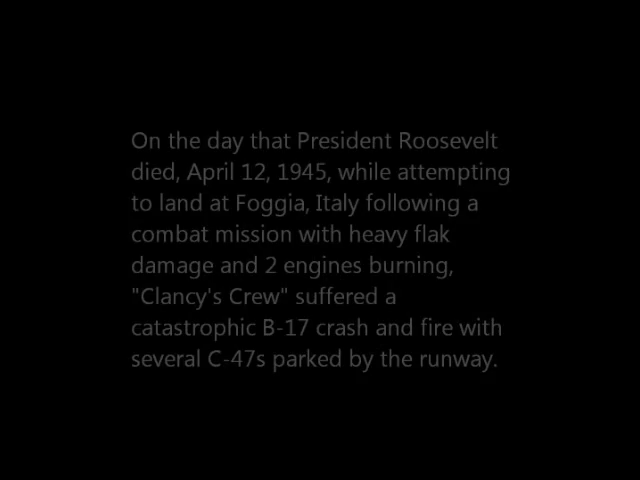 On the day that President Roosevelt
died, April 12, 1945, while attempting
to land at Foggia, Italy following a
combat mission with heavy flak
damage and 2 engines burning,
"Clancy's Crew" suffered a
catastrophic B-17 crash and fire with
several C-47s parked by the runway.